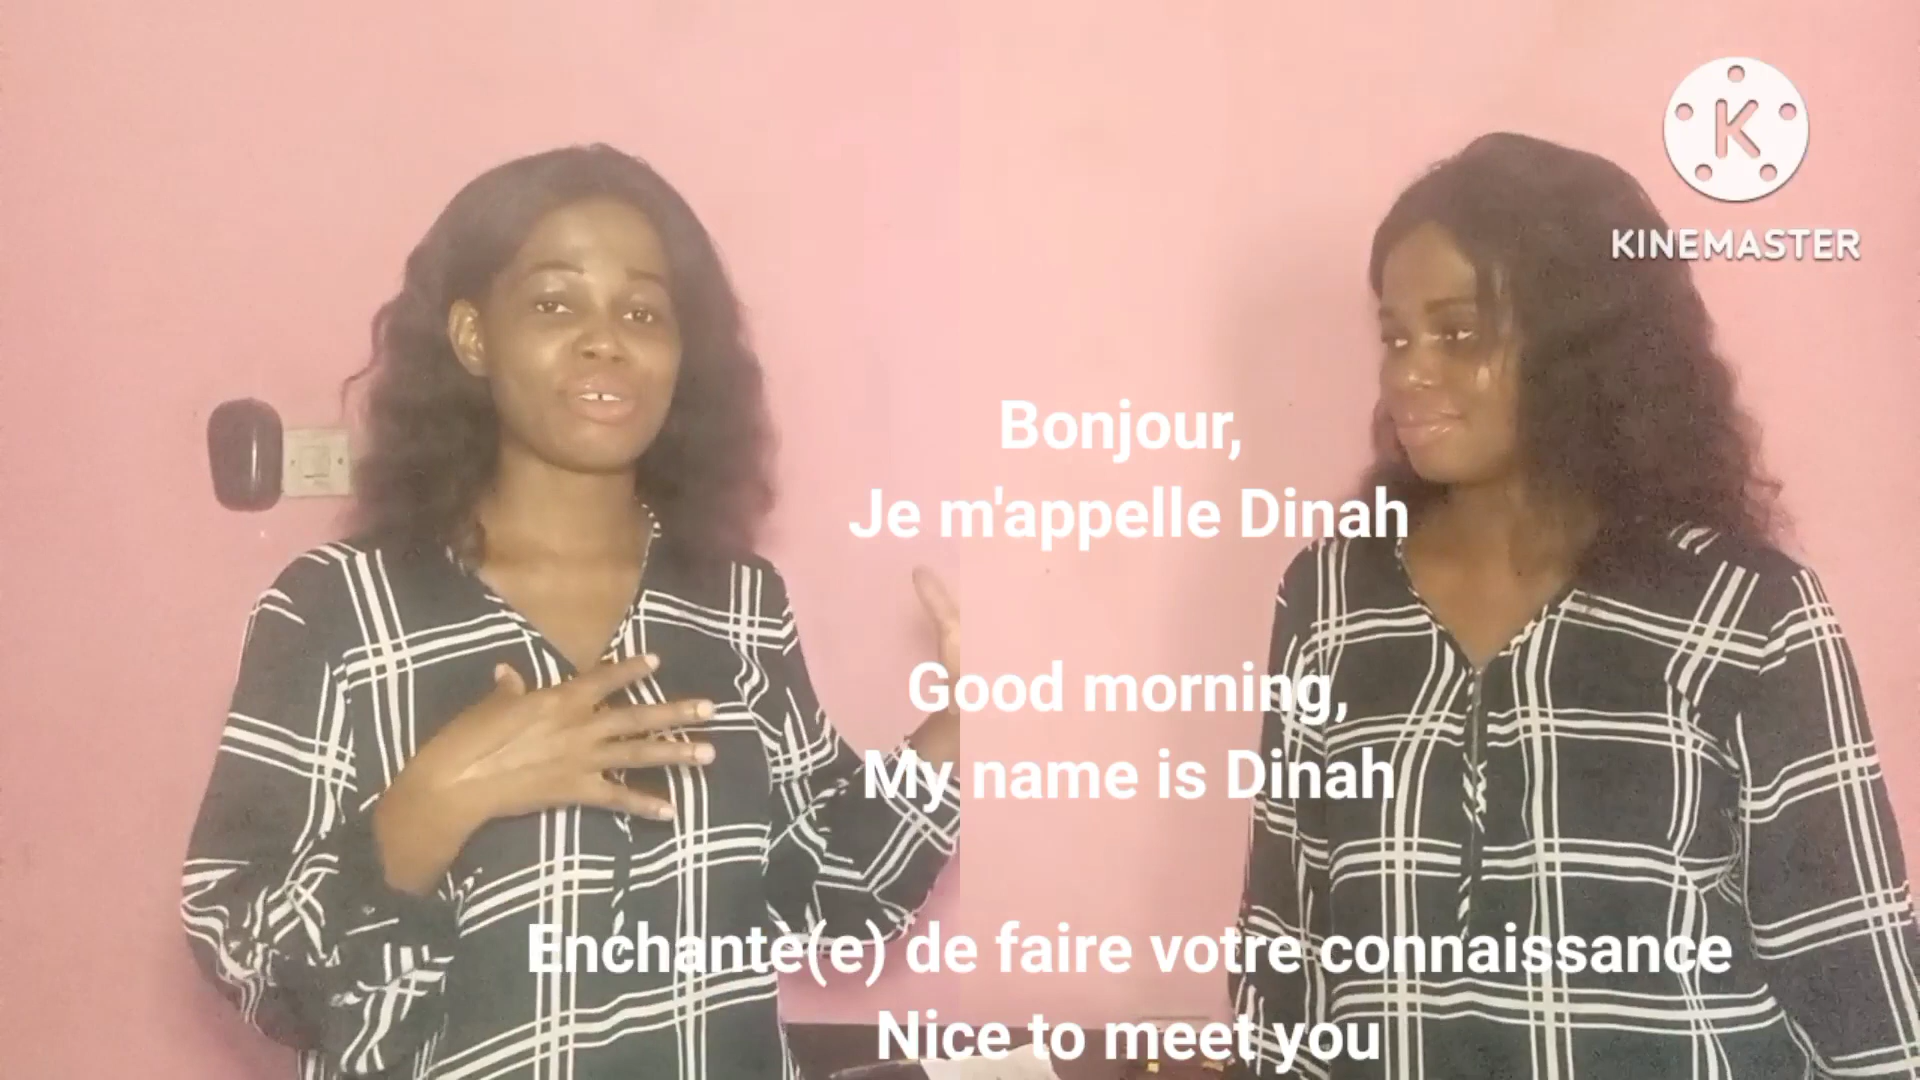 K
KINEMASTER
Bonjour,
Je m'appelle Dinah
Good morning,
My name is Dinah
Enchantè(e) de faire votre connaissance
Nice to meet you